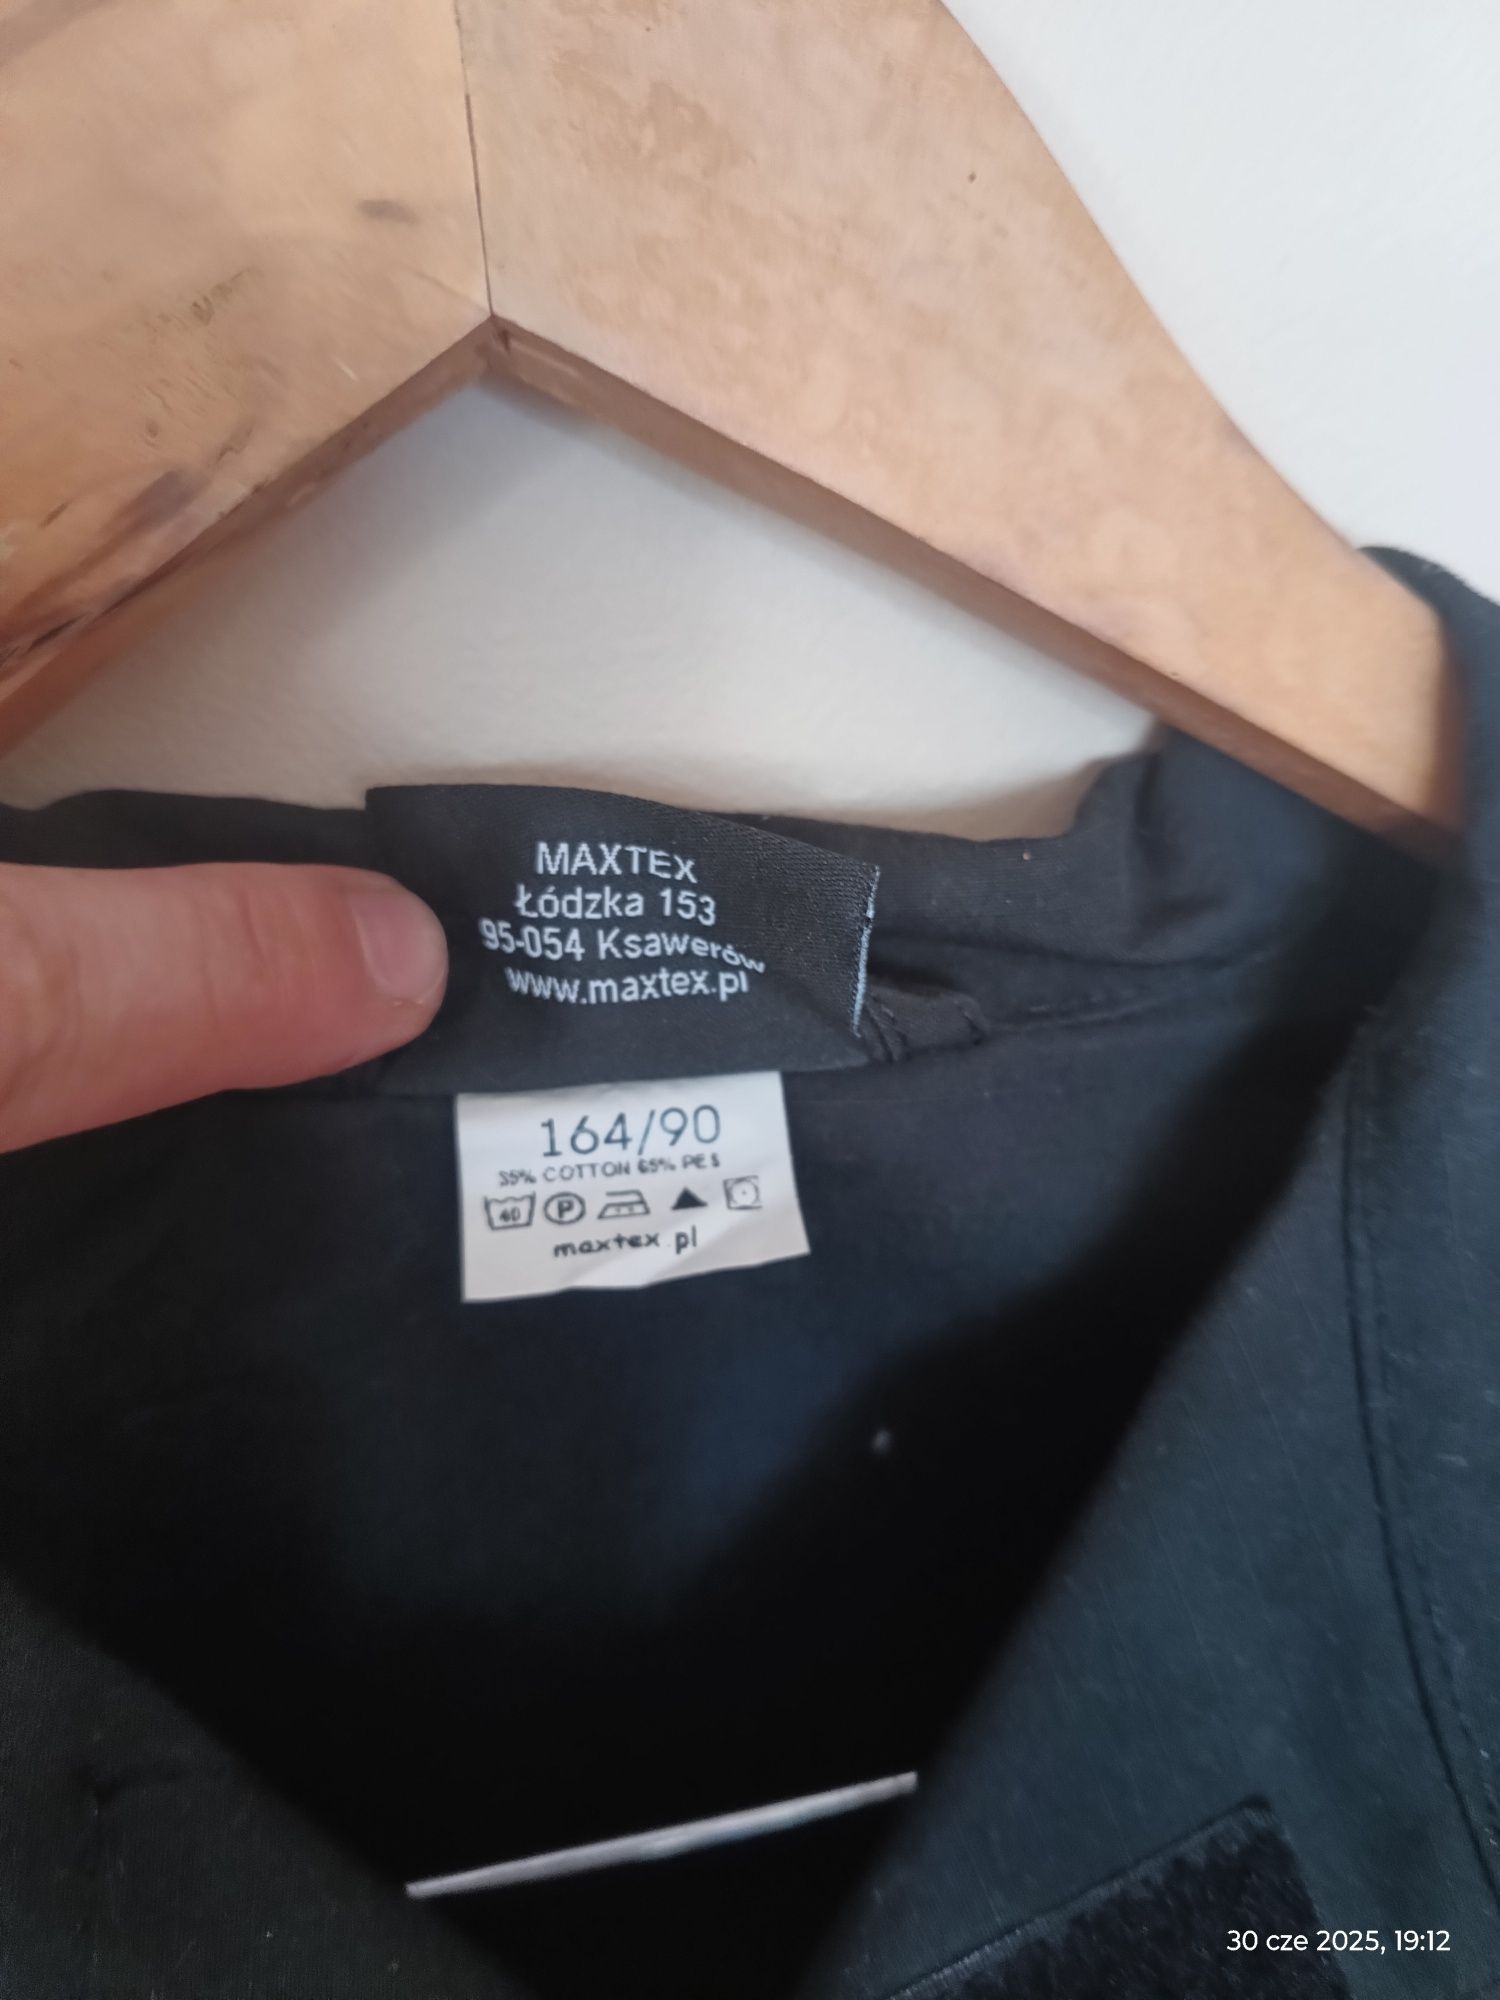 MAXTEX
Łódzka 153
95-054 Ksawerów
www.maxtex.pl
164/90
35% COTTON 65% PES
40 P
maxtex.pl
30 cze 2025, 19:12